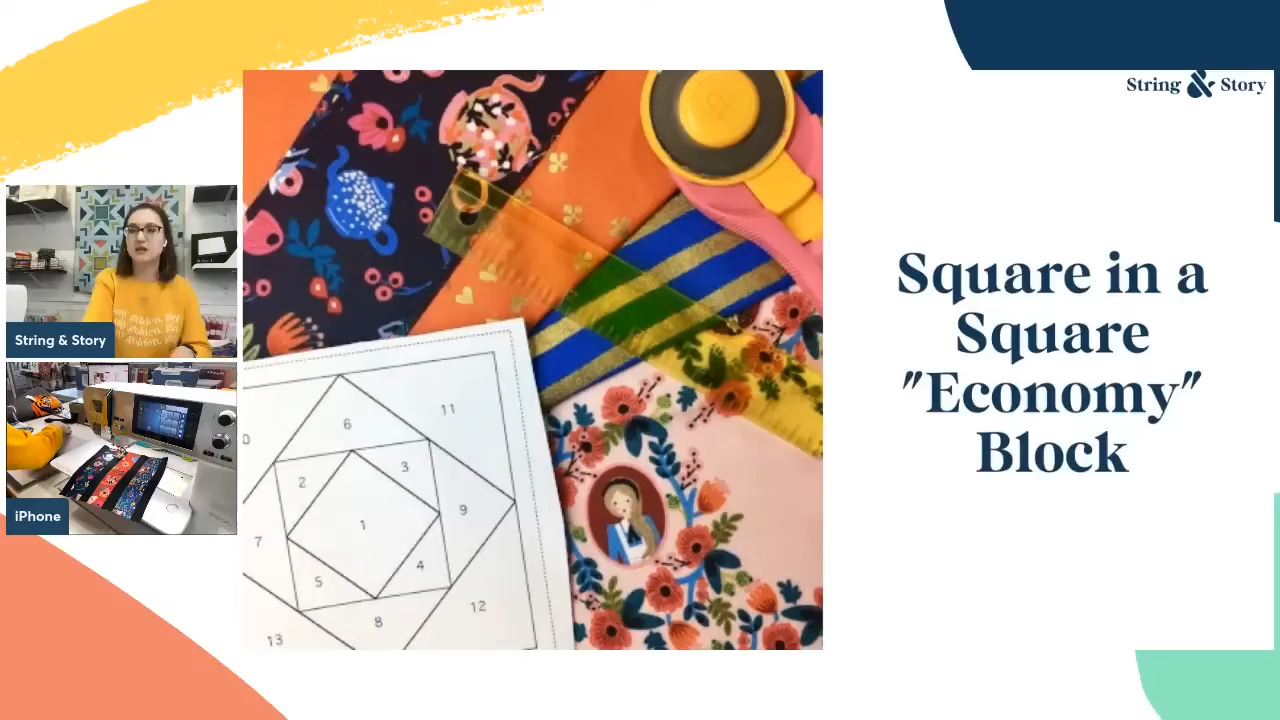 String & Story
Square in a
Square
"Economy"
Block
String & Story
iPhone
11
6
3
2
1
9
7
4
5
12
8
13